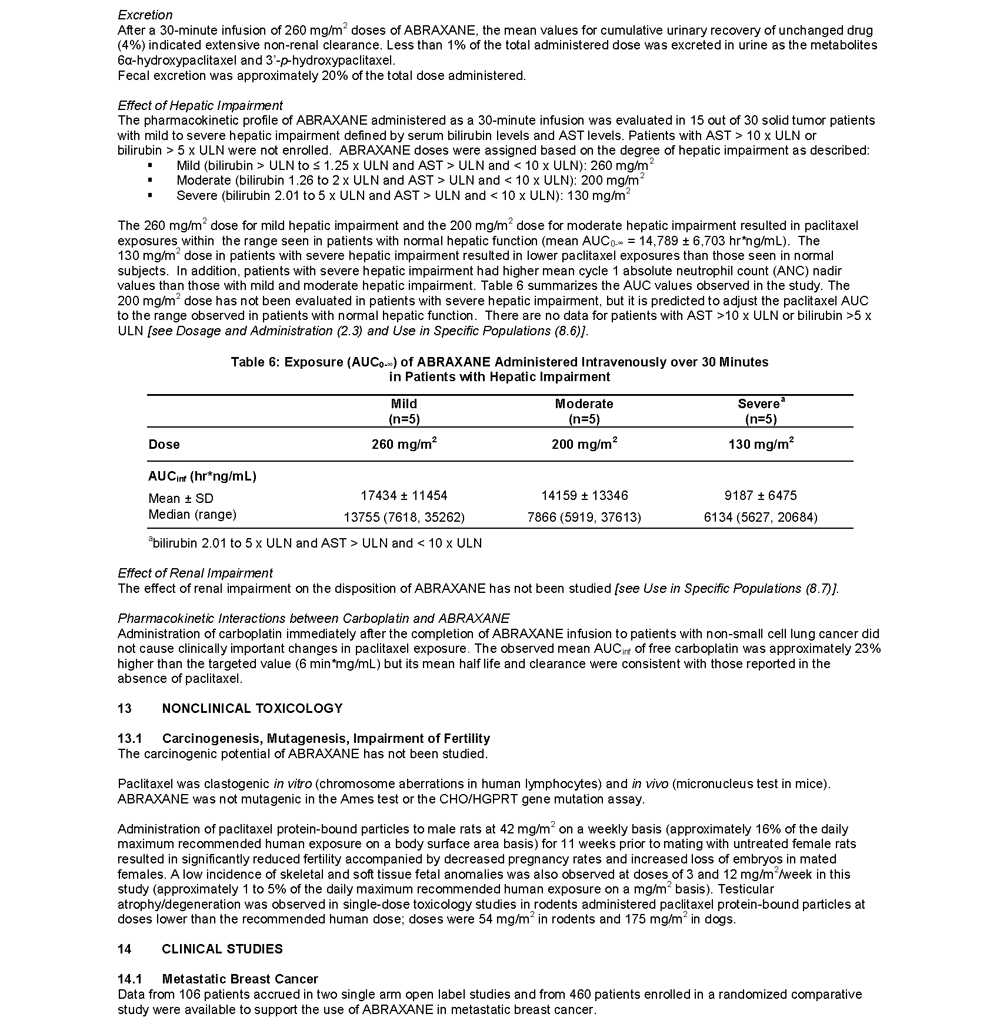 Excretion
After a 30-minute infusion of 260 mg/m² doses of ABRAXANE, the mean values for cumulative urinary recovery of unchanged drug
(4%) indicated extensive non-renal clearance. Less than 1% of the total administered dose was excreted in urine as the metabolites
6α-hydroxypaclitaxel and 3’-p-hydroxypaclitaxel.
Fecal excretion was approximately 20% of the total dose administered.
Effect of Hepatic Impairment
The pharmacokinetic profile of ABRAXANE administered as a 30-minute infusion was evaluated in 15 out of 30 solid tumor patients
with mild to severe hepatic impairment defined by serum bilirubin levels and AST levels. Patients with AST > 10 x ULN or
bilirubin > 5 x ULN were not enrolled. ABRAXANE doses were assigned based on the degree of hepatic impairment as described:
▪ Mild (bilirubin > ULN to ≤ 1.25 x ULN and AST > ULN and < 10 x ULN): 260 mg/m²
▪ Moderate (bilirubin 1.26 to 2 x ULN and AST > ULN and < 10 x ULN): 200 mg/m²
▪ Severe (bilirubin 2.01 to 5 x ULN and AST > ULN and < 10 x ULN): 130 mg/m²
The 260 mg/m² dose for mild hepatic impairment and the 200 mg/m² dose for moderate hepatic impairment resulted in paclitaxel
exposures within the range seen in patients with normal hepatic function (mean AUC₀₋∞ = 14,789 ± 6,703 hr*ng/mL). The
130 mg/m² dose in patients with severe hepatic impairment resulted in lower paclitaxel exposures than those seen in normal
subjects. In addition, patients with severe hepatic impairment had higher mean cycle 1 absolute neutrophil count (ANC) nadir
values than those with mild and moderate hepatic impairment. Table 6 summarizes the AUC values observed in the study. The
200 mg/m² dose has not been evaluated in patients with severe hepatic impairment, but it is predicted to adjust the paclitaxel AUC
to the range observed in patients with normal hepatic function. There are no data for patients with AST >10 x ULN or bilirubin >5 x
ULN [see Dosage and Administration (2.3) and Use in Specific Populations (8.6)].
Table 6: Exposure (AUC₀₋∞) of ABRAXANE Administered Intravenously over 30 Minutes
in Patients with Hepatic Impairment
Mild Moderate Severeᵃ
(n=5) (n=5) (n=5)
Dose 260 mg/m² 200 mg/m² 130 mg/m²
AUCinf (hr*ng/mL)
Mean ± SD 17434 ± 11454 14159 ± 13346 9187 ± 6475
Median (range) 13755 (7618, 35262) 7866 (5919, 37613) 6134 (5627, 20684)
ᵃbilirubin 2.01 to 5 x ULN and AST > ULN and < 10 x ULN
Effect of Renal Impairment
The effect of renal impairment on the disposition of ABRAXANE has not been studied [see Use in Specific Populations (8.7)].
Pharmacokinetic Interactions between Carboplatin and ABRAXANE
Administration of carboplatin immediately after the completion of ABRAXANE infusion to patients with non-small cell lung cancer did
not cause clinically important changes in paclitaxel exposure. The observed mean AUCinf of free carboplatin was approximately 23%
higher than the targeted value (6 min*mg/mL) but its mean half life and clearance were consistent with those reported in the
absence of paclitaxel.
13 NONCLINICAL TOXICOLOGY
13.1 Carcinogenesis, Mutagenesis, Impairment of Fertility
The carcinogenic potential of ABRAXANE has not been studied.
Paclitaxel was clastogenic in vitro (chromosome aberrations in human lymphocytes) and in vivo (micronucleus test in mice).
ABRAXANE was not mutagenic in the Ames test or the CHO/HGPRT gene mutation assay.
Administration of paclitaxel protein-bound particles to male rats at 42 mg/m² on a weekly basis (approximately 16% of the daily
maximum recommended human exposure on a body surface area basis) for 11 weeks prior to mating with untreated female rats
resulted in significantly reduced fertility accompanied by decreased pregnancy rates and increased loss of embryos in mated
females. A low incidence of skeletal and soft tissue fetal anomalies was also observed at doses of 3 and 12 mg/m²/week in this
study (approximately 1 to 5% of the daily maximum recommended human exposure on a mg/m² basis). Testicular
atrophy/degeneration was observed in single-dose toxicology studies in rodents administered paclitaxel protein-bound particles at
doses lower than the recommended human dose; doses were 54 mg/m² in rodents and 175 mg/m² in dogs.
14 CLINICAL STUDIES
14.1 Metastatic Breast Cancer
Data from 106 patients accrued in two single arm open label studies and from 460 patients enrolled in a randomized comparative
study were available to support the use of ABRAXANE in metastatic breast cancer.